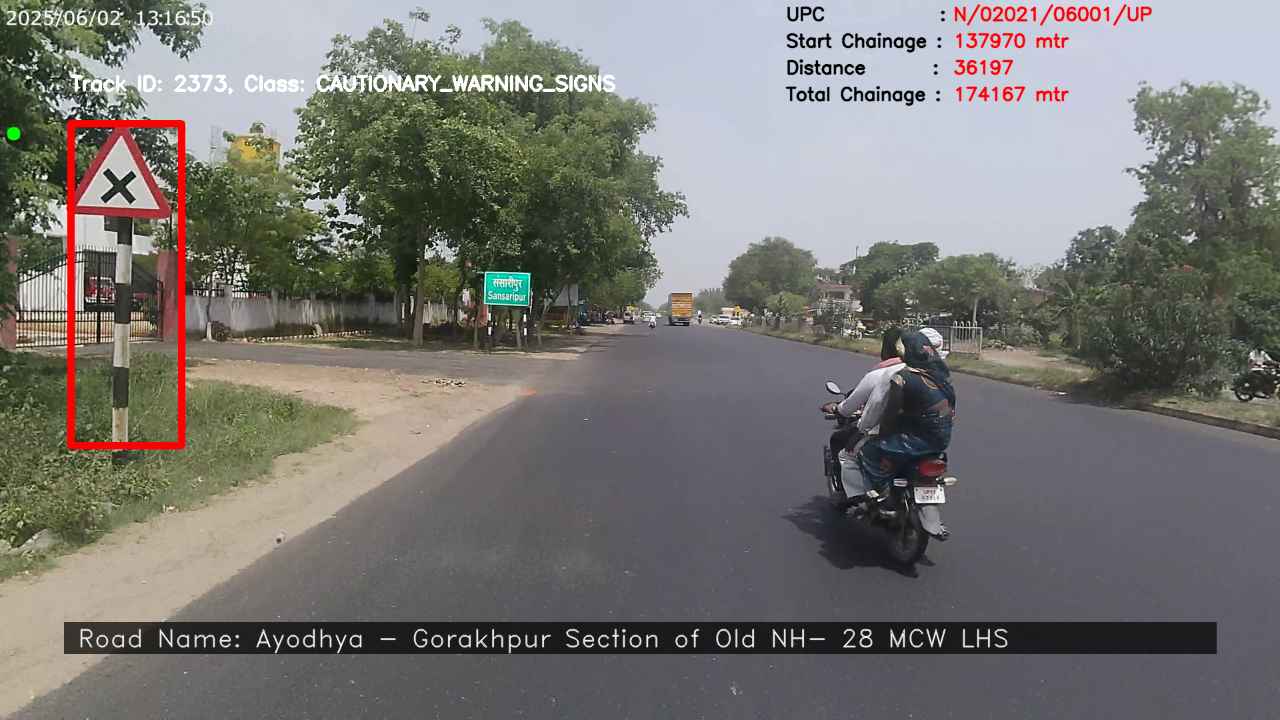 2025/06/02 13:16:50
UPC : N/02021/06001/UP
Start Chainage : 137970 mtr
Distance : 36197
Total Chainage : 174167 mtr
Track ID: 2373, Class: CAUTIONARY_WARNING_SIGNS
संसारीपुर
Sansaripur
Road Name: Ayodhya - Gorakhpur Section of Old NH- 28 MCW LHS